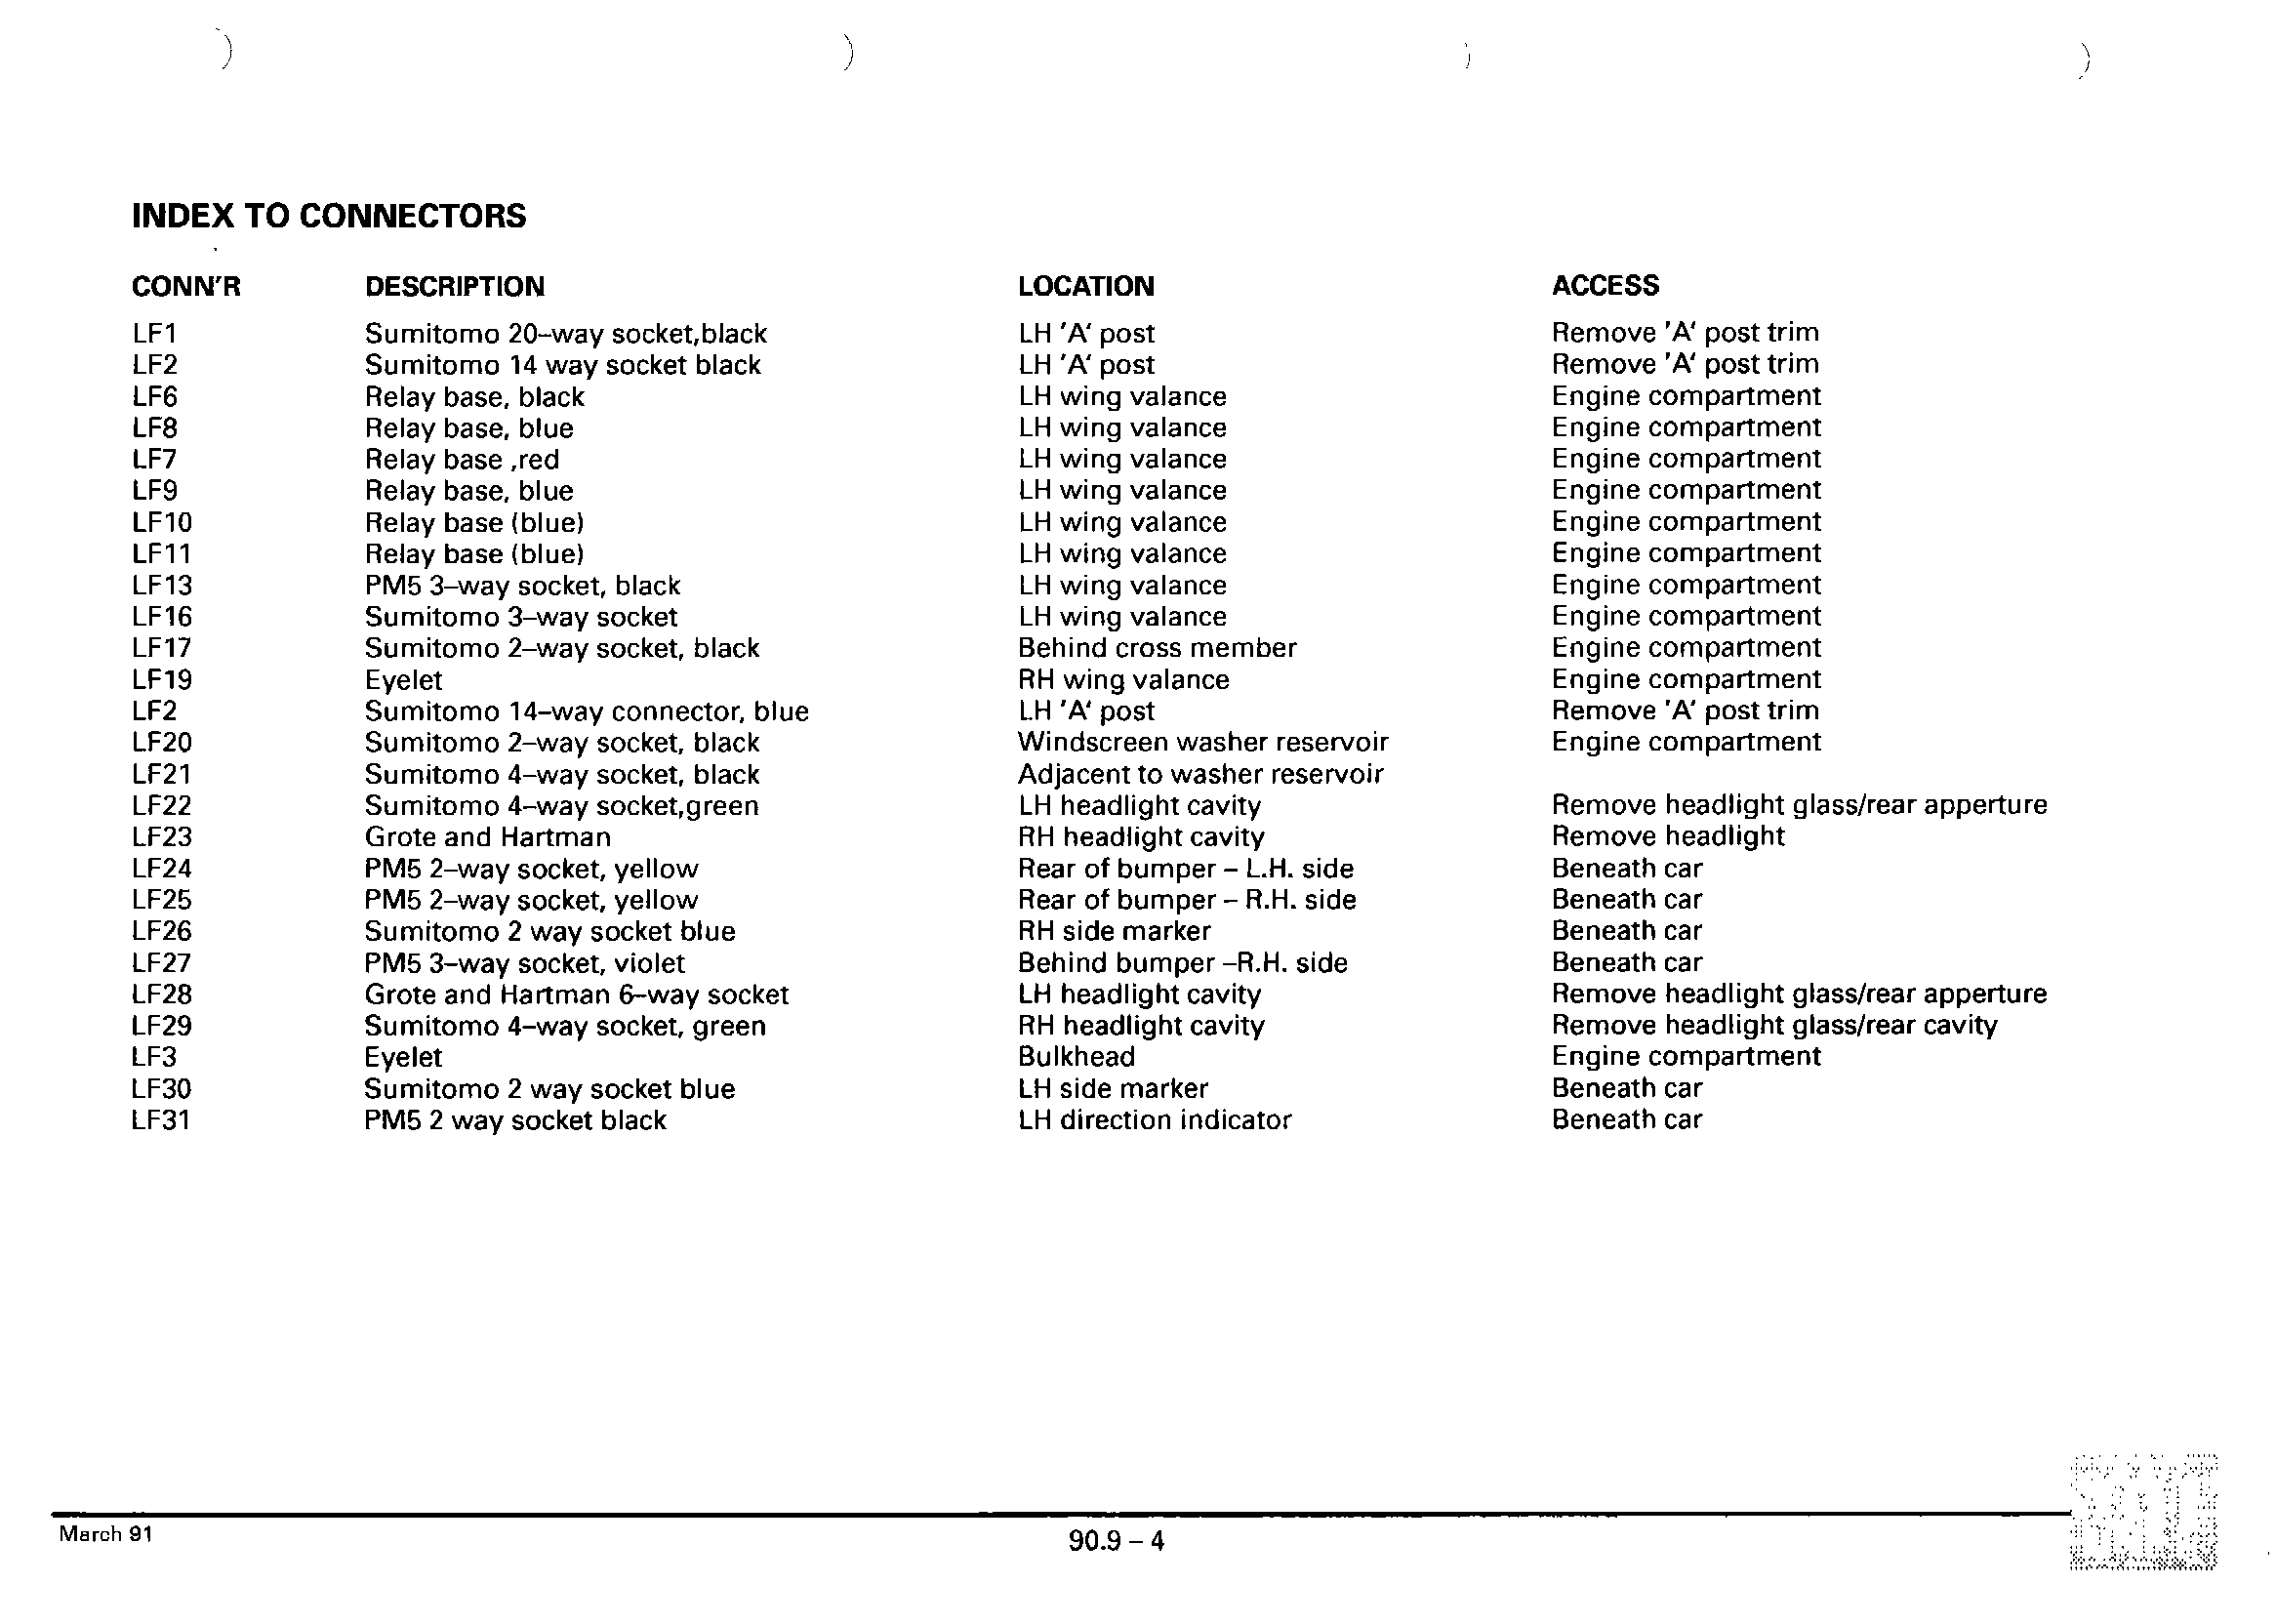 INDEX TO CONNECTORS
CONN'R DESCRIPTION LOCATION ACCESS
LF1 Sumitomo 20–way socket,black LH 'A' post Remove 'A' post trim
LF2 Sumitomo 14 way socket black LH 'A' post Remove 'A' post trim
LF6 Relay base, black LH wing valance Engine compartment
LF8 Relay base, blue LH wing valance Engine compartment
LF7 Relay base ,red LH wing valance Engine compartment
LF9 Relay base, blue LH wing valance Engine compartment
LF10 Relay base (blue) LH wing valance Engine compartment
LF11 Relay base (blue) LH wing valance Engine compartment
LF13 PM5 3–way socket, black LH wing valance Engine compartment
LF16 Sumitomo 3–way socket LH wing valance Engine compartment
LF17 Sumitomo 2–way socket, black Behind cross member Engine compartment
LF19 Eyelet RH wing valance Engine compartment
LF2 Sumitomo 14–way connector, blue LH 'A' post Remove 'A' post trim
LF20 Sumitomo 2–way socket, black Windscreen washer reservoir Engine compartment
LF21 Sumitomo 4–way socket, black Adjacent to washer reservoir
LF22 Sumitomo 4–way socket,green LH headlight cavity Remove headlight glass/rear apperture
LF23 Grote and Hartman RH headlight cavity Remove headlight
LF24 PM5 2–way socket, yellow Rear of bumper – L.H. side Beneath car
LF25 PM5 2–way socket, yellow Rear of bumper – R.H. side Beneath car
LF26 Sumitomo 2 way socket blue RH side marker Beneath car
LF27 PM5 3–way socket, violet Behind bumper –R.H. side Beneath car
LF28 Grote and Hartman 6–way socket LH headlight cavity Remove headlight glass/rear apperture
LF29 Sumitomo 4–way socket, green RH headlight cavity Remove headlight glass/rear cavity
LF3 Eyelet Bulkhead Engine compartment
LF30 Sumitomo 2 way socket blue LH side marker Beneath car
LF31 PM5 2 way socket black LH direction indicator Beneath car
March 91 90.9 – 4